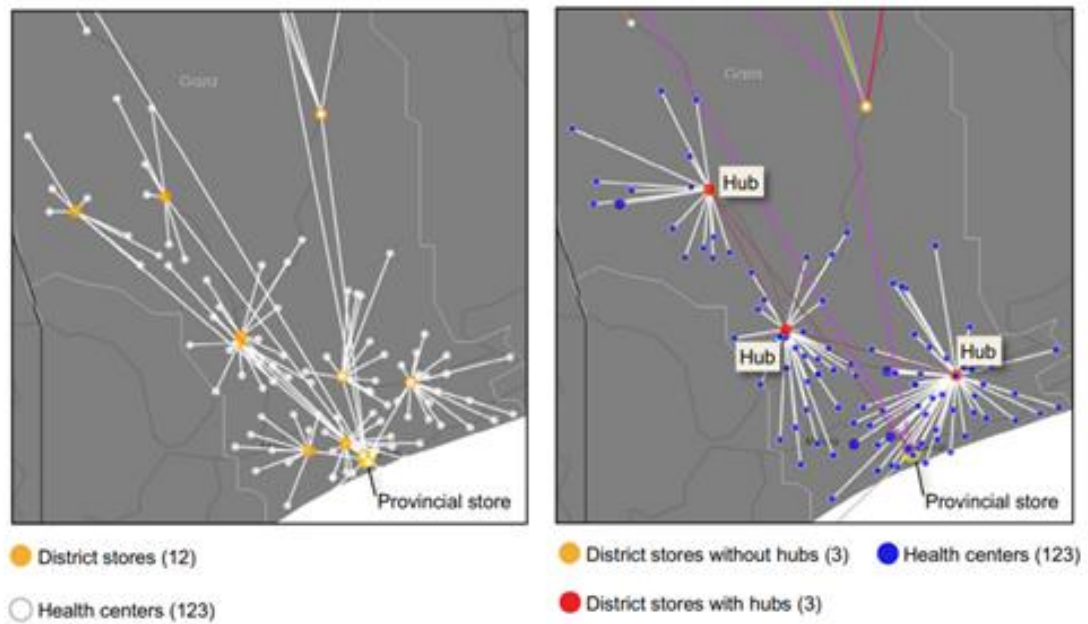 Hub
Hub
Hub
Provincial store
Provincial store
District stores (12)
District stores without hubs (3)
Health centers (123)
Health centers (123)
District stores with hubs (3)